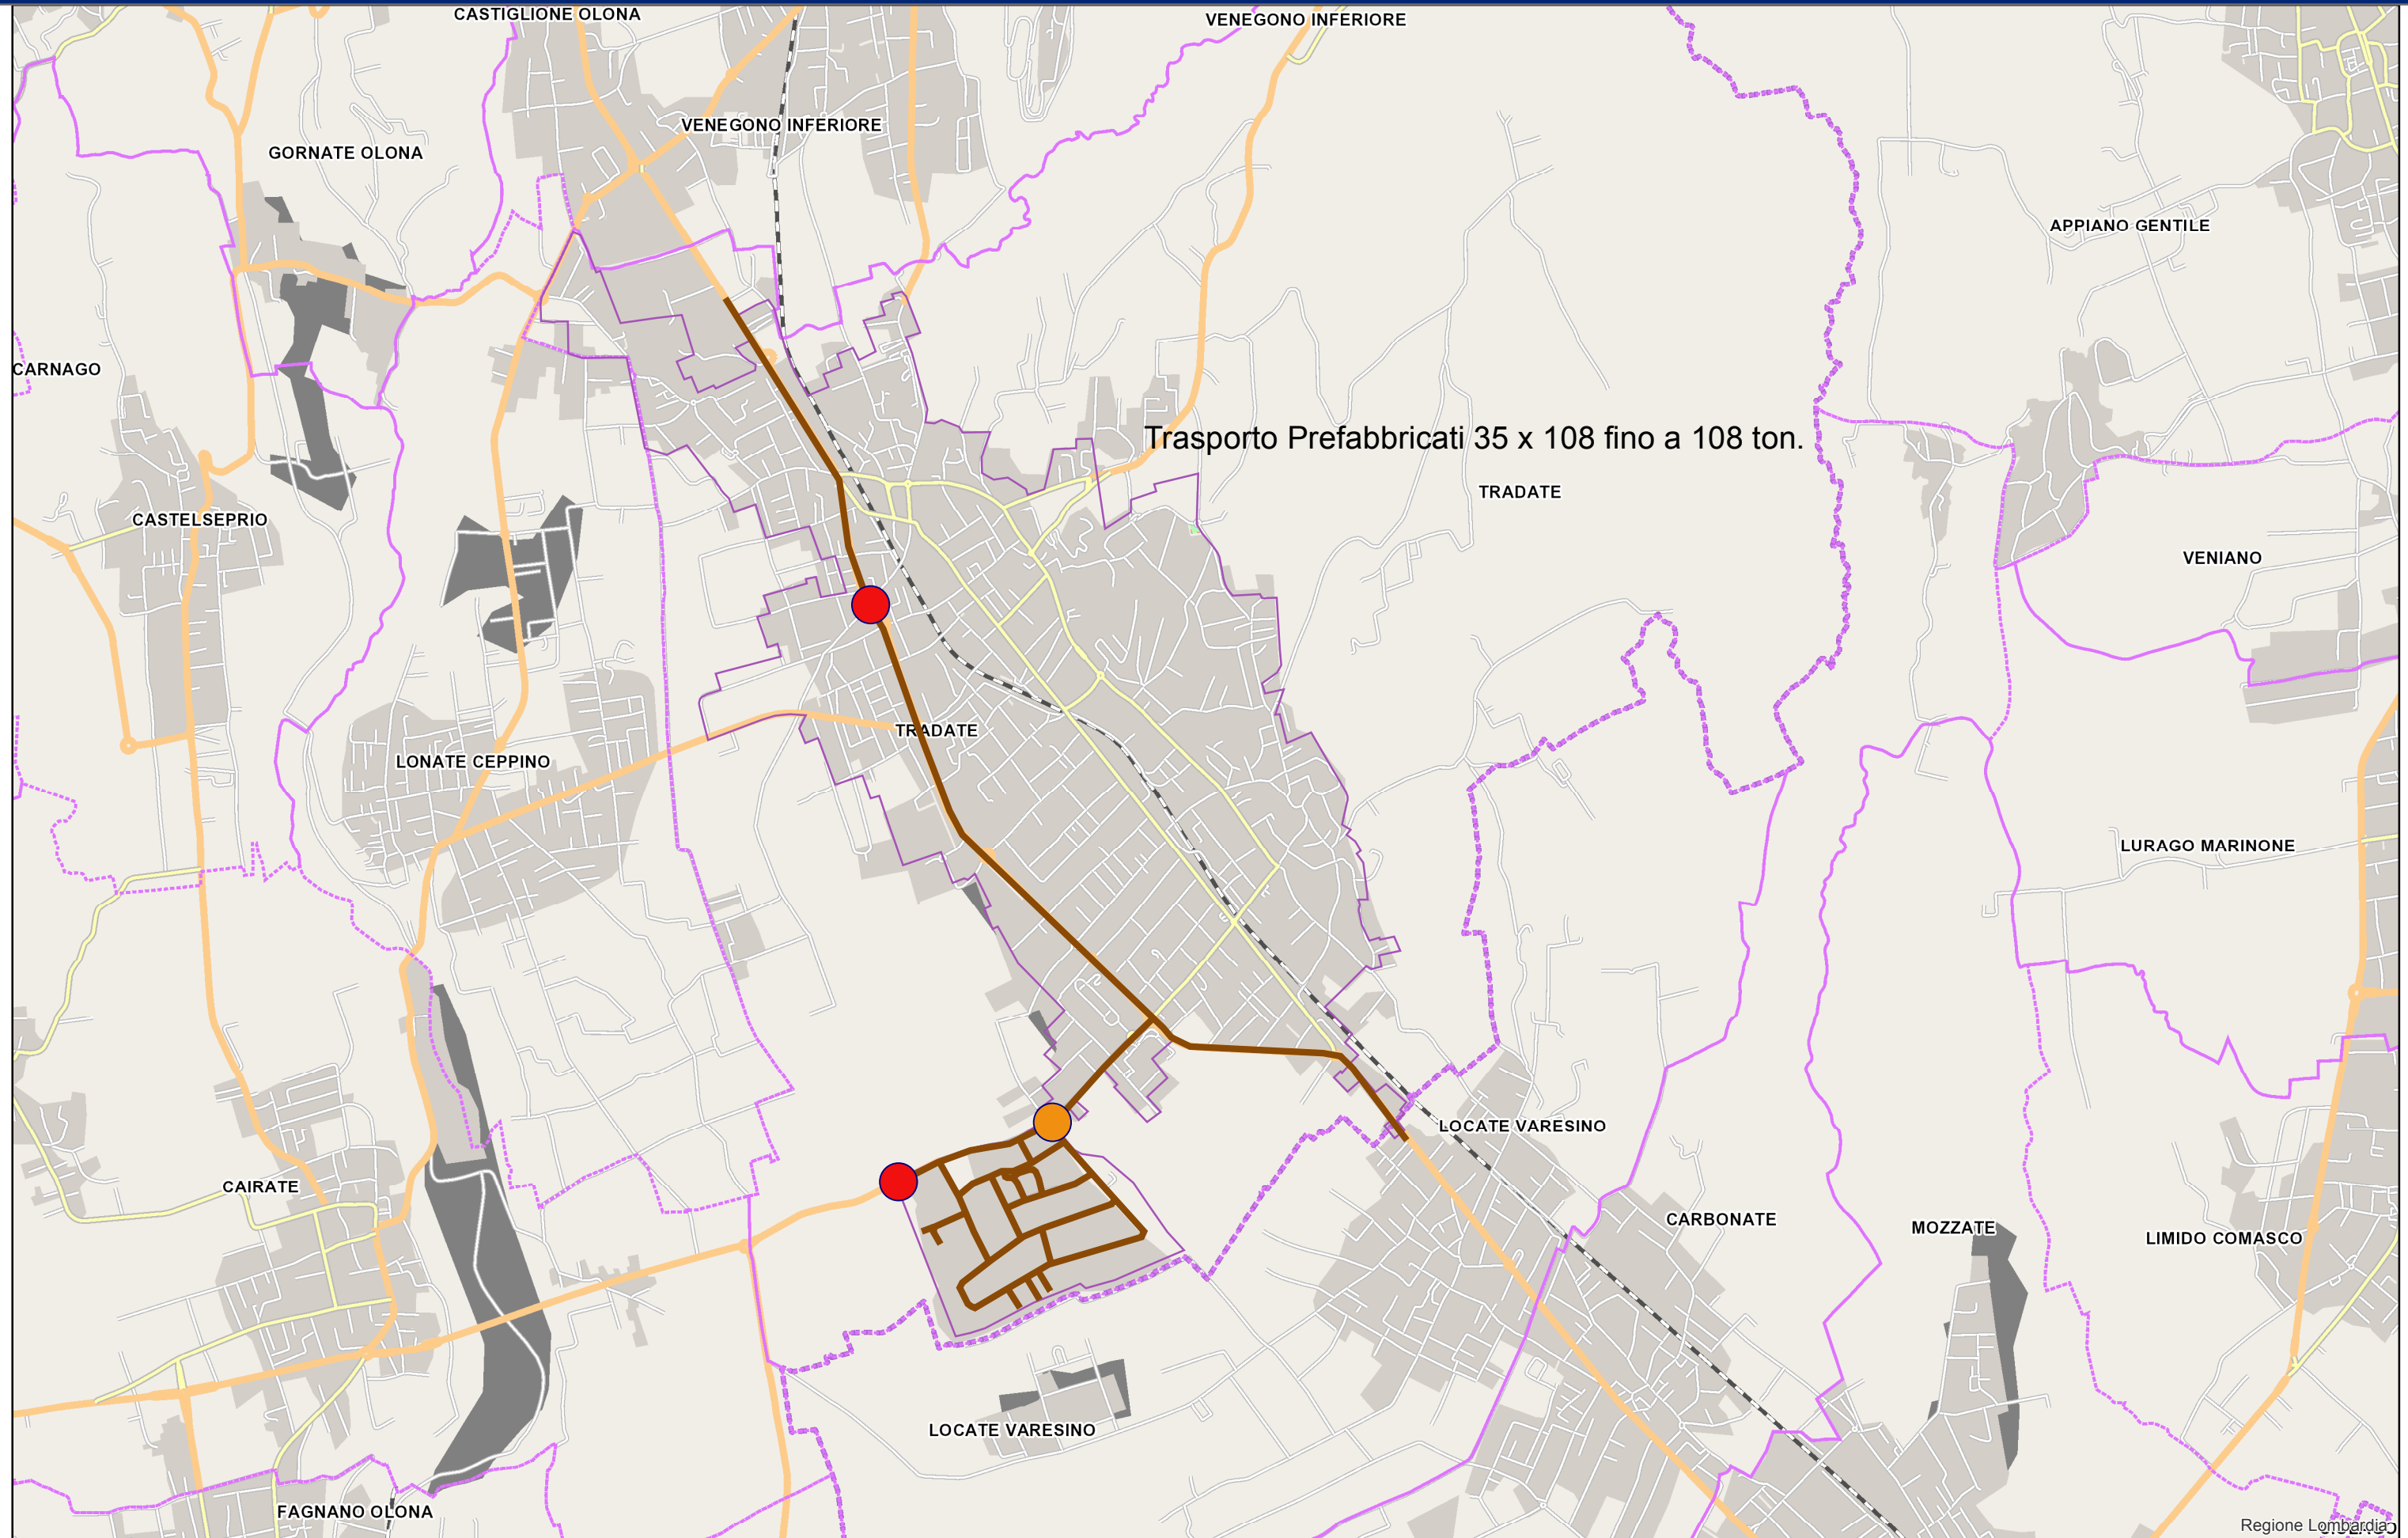 CASTIGLIONE OLONA
VENEGONO INFERIORE
VENEGONO INFERIORE
GORNATE OLONA
APPIANO GENTILE
CARNAGO
Trasporto Prefabbricati 35 x 108 fino a 108 ton.
TRADATE
CASTELSEPRIO
VENIANO
TRADATE
LONATE CEPPINO
LURAGO MARINONE
LOCATE VARESINO
CAIRATE
CARBONATE
MOZZATE
LIMIDO COMASCO
LOCATE VARESINO
FAGNANO OLONA
Regione Lombardia